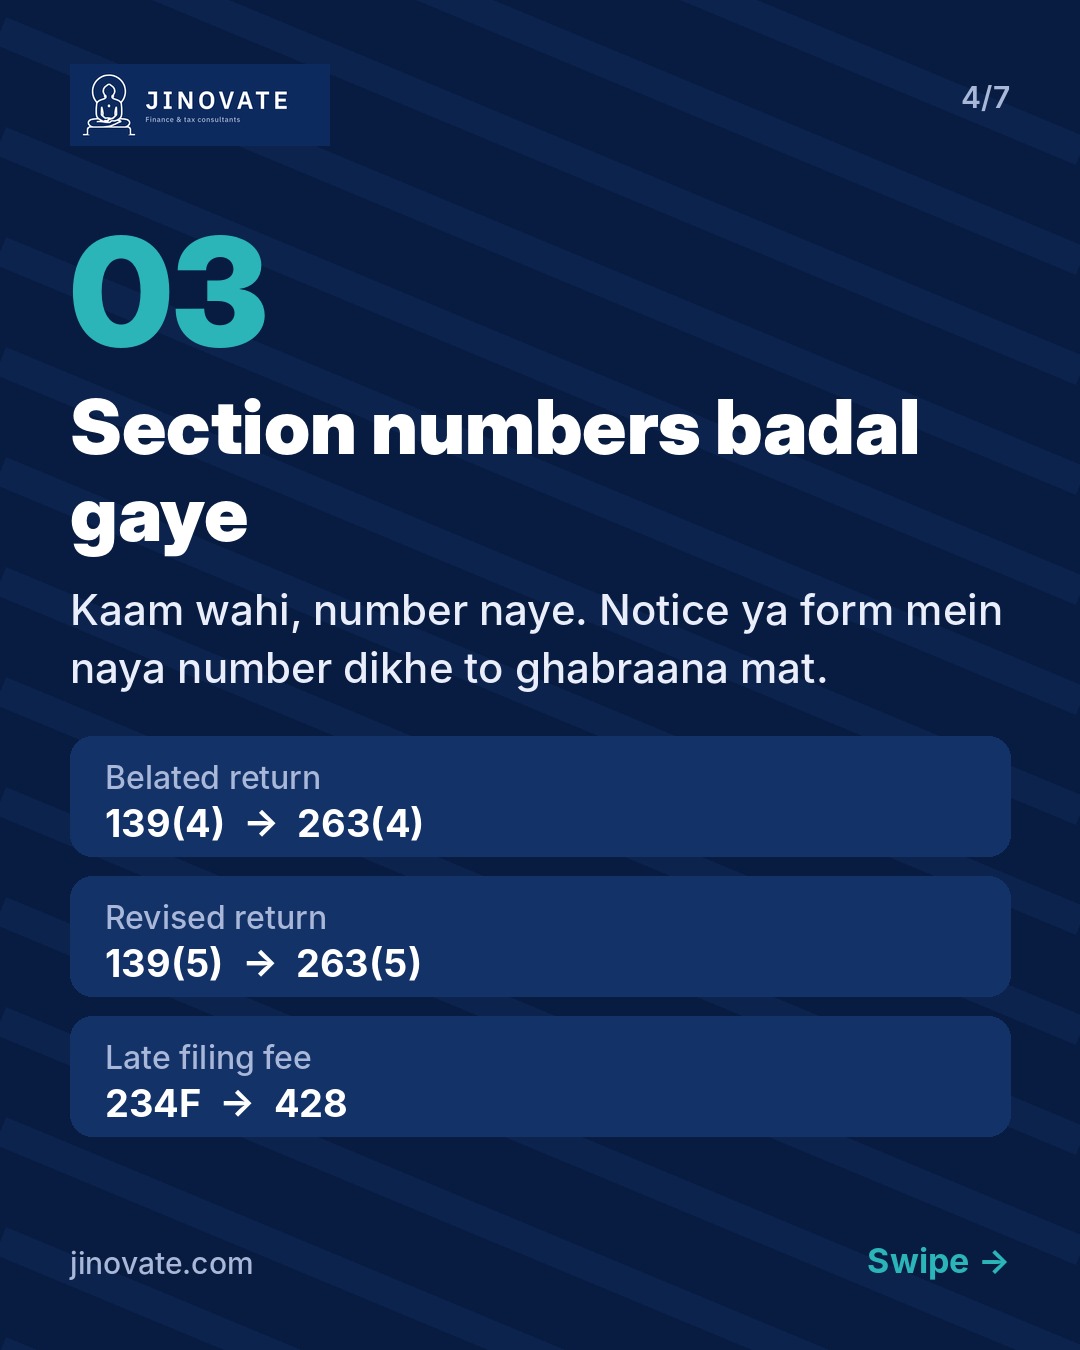 JINOVATE
Finance & tax consultants
4/7
03
Section numbers badal
gaye
Kaam wahi, number naye. Notice ya form mein
naya number dikhe to ghabraana mat.
Belated return
139(4) → 263(4)
Revised return
139(5) → 263(5)
Late filing fee
234F → 428
jinovate.com
Swipe →